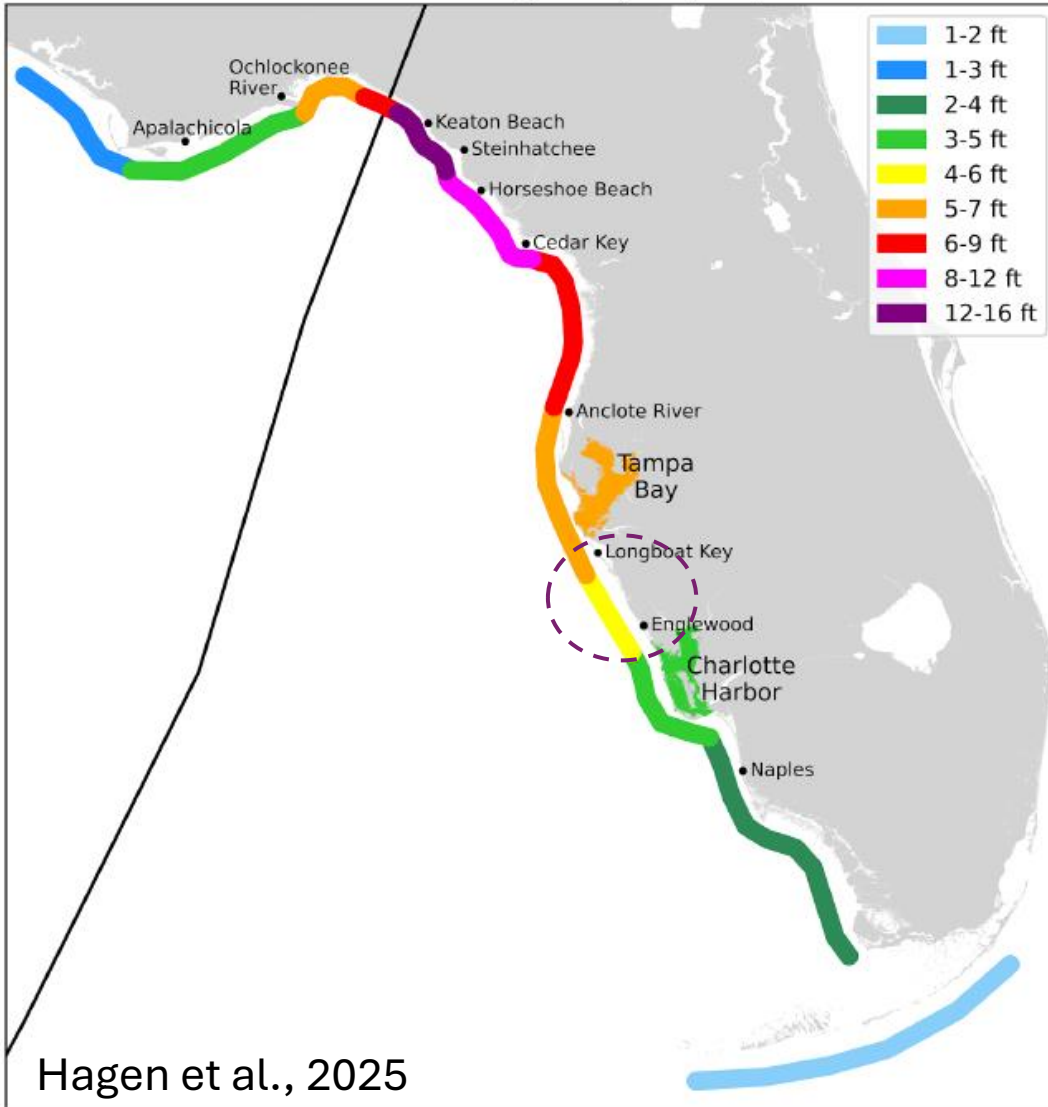 1-2 ft
1-3 ft
2-4 ft
3-5 ft
4-6 ft
5-7 ft
6-9 ft
8-12 ft
12-16 ft
Ochlockonee
River
Apalachicola
Keaton Beach
Steinhatchee
Horseshoe Beach
Cedar Key
Anclote River
Tampa
Bay
Longboat Key
Englewood
Charlotte
Harbor
Naples
Hagen et al., 2025